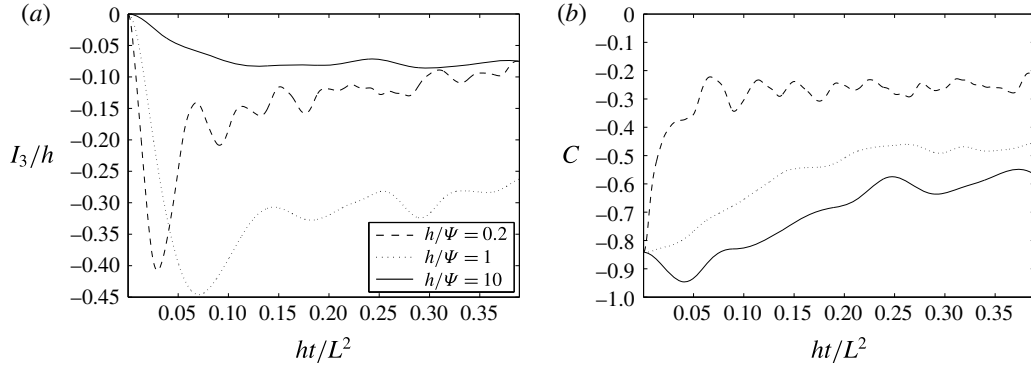 (a)
0
−0.05
−0.10
−0.15
−0.20
−0.25
−0.30
−0.35
−0.40
−0.45
I₃/h
0.05 0.10 0.15 0.20 0.25 0.30 0.35
ht/L²
h/Ψ = 0.2
h/Ψ = 1
h/Ψ = 10
(b)
0
−0.1
−0.2
−0.3
−0.4
−0.5
−0.6
−0.7
−0.8
−0.9
−1.0
C
0.05 0.10 0.15 0.20 0.25 0.30 0.35
ht/L²